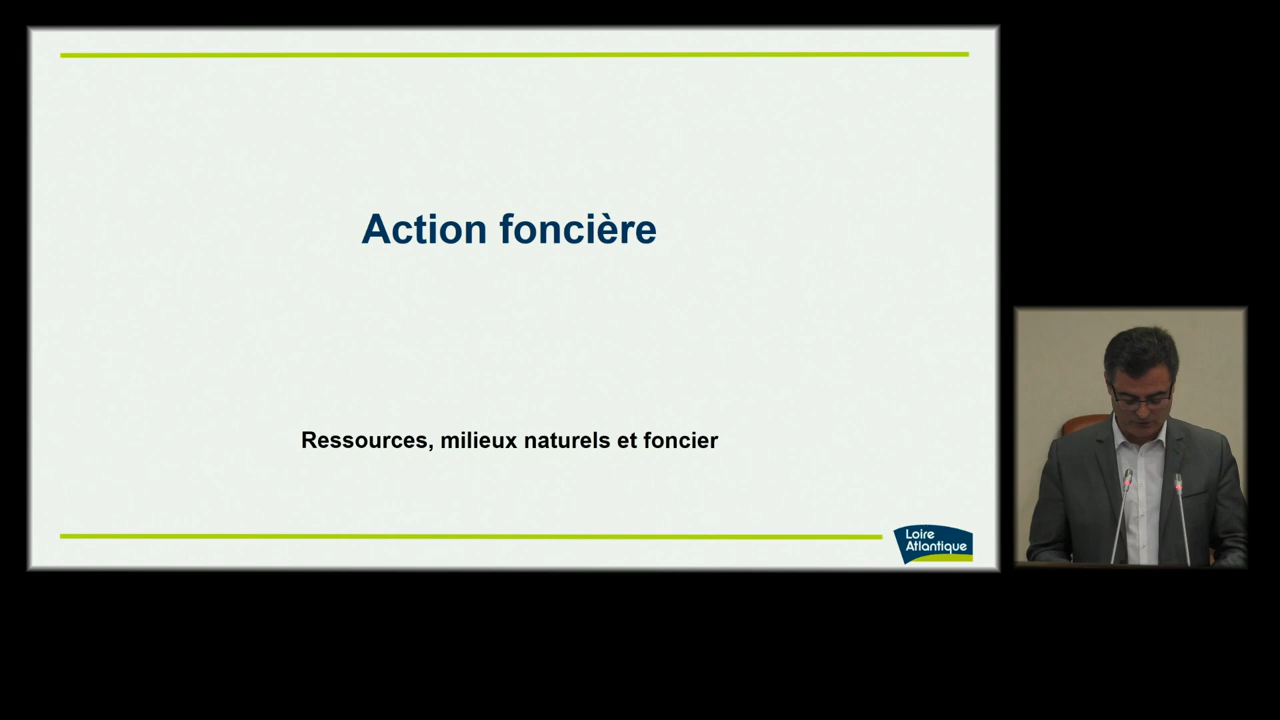 Action foncière
Ressources, milieux naturels et foncier
Loire
Atlantique